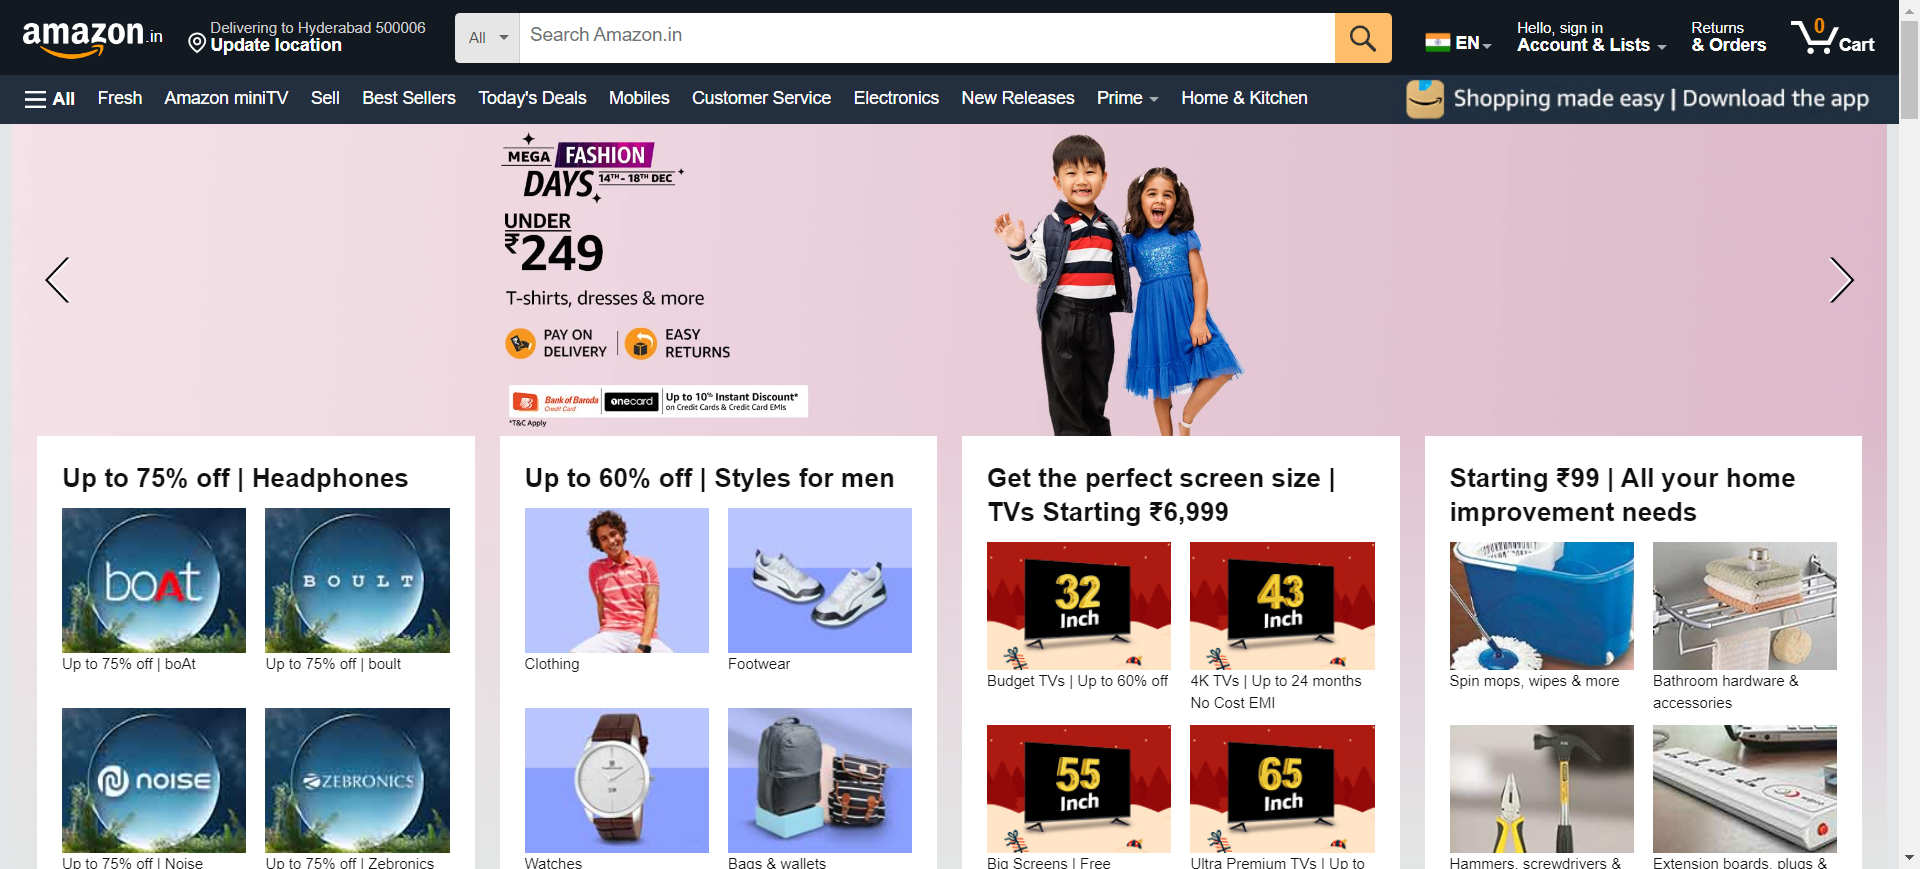 amazon.in
Delivering to Hyderabad 500006
Update location
All
Search Amazon.in
EN
Hello, sign in
Account & Lists
Returns
& Orders
0
Cart
All
Fresh
Amazon miniTV
Sell
Best Sellers
Today's Deals
Mobiles
Customer Service
Electronics
New Releases
Prime
Home & Kitchen
Shopping made easy | Download the app
MEGA FASHION
DAYS 14TH - 18TH DEC
UNDER
₹249
T-shirts, dresses & more
PAY ON
DELIVERY
EASY
RETURNS
Bank of Baroda
Credit Card
onecard
Up to 10% Instant Discount*
on Credit Cards & Credit Card EMIs
*T&C Apply
Up to 75% off | Headphones
boAt
BOULT
Up to 75% off | boAt
Up to 75% off | boult
NOISE
ZEBRONICS
Up to 75% off | Noise
Up to 75% off | Zebronics
Up to 60% off | Styles for men
Clothing
Footwear
Watches
Bags & wallets
Get the perfect screen size |
TVs Starting ₹6,999
32
Inch
43
Inch
Budget TVs | Up to 60% off
4K TVs | Up to 24 months
No Cost EMI
55
Inch
65
Inch
Big Screens | Free
Ultra Premium TVs | Up to
Starting ₹99 | All your home
improvement needs
Spin mops, wipes & more
Bathroom hardware &
accessories
wipro
Hammers, screwdrivers &
Extension boards, plugs &